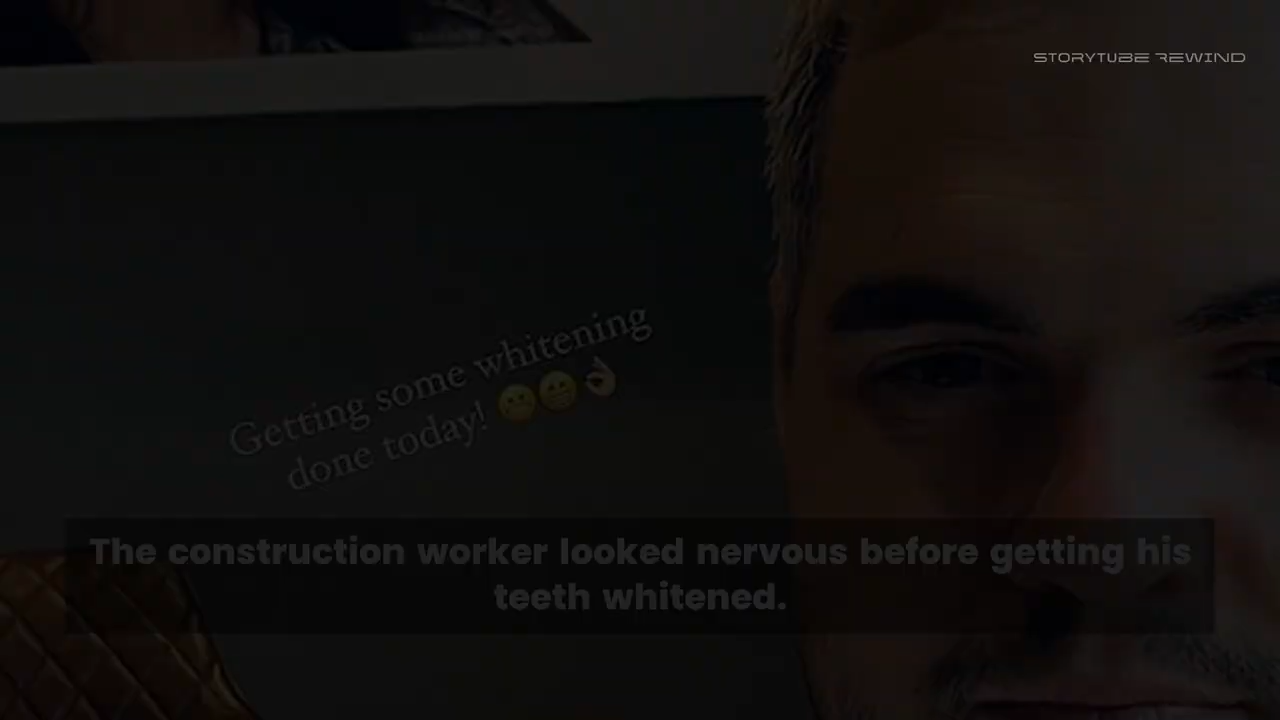 STORYTUBE REWIND
Getting some whitening
done today! 😬😬👌
The construction worker looked nervous before getting his
teeth whitened.